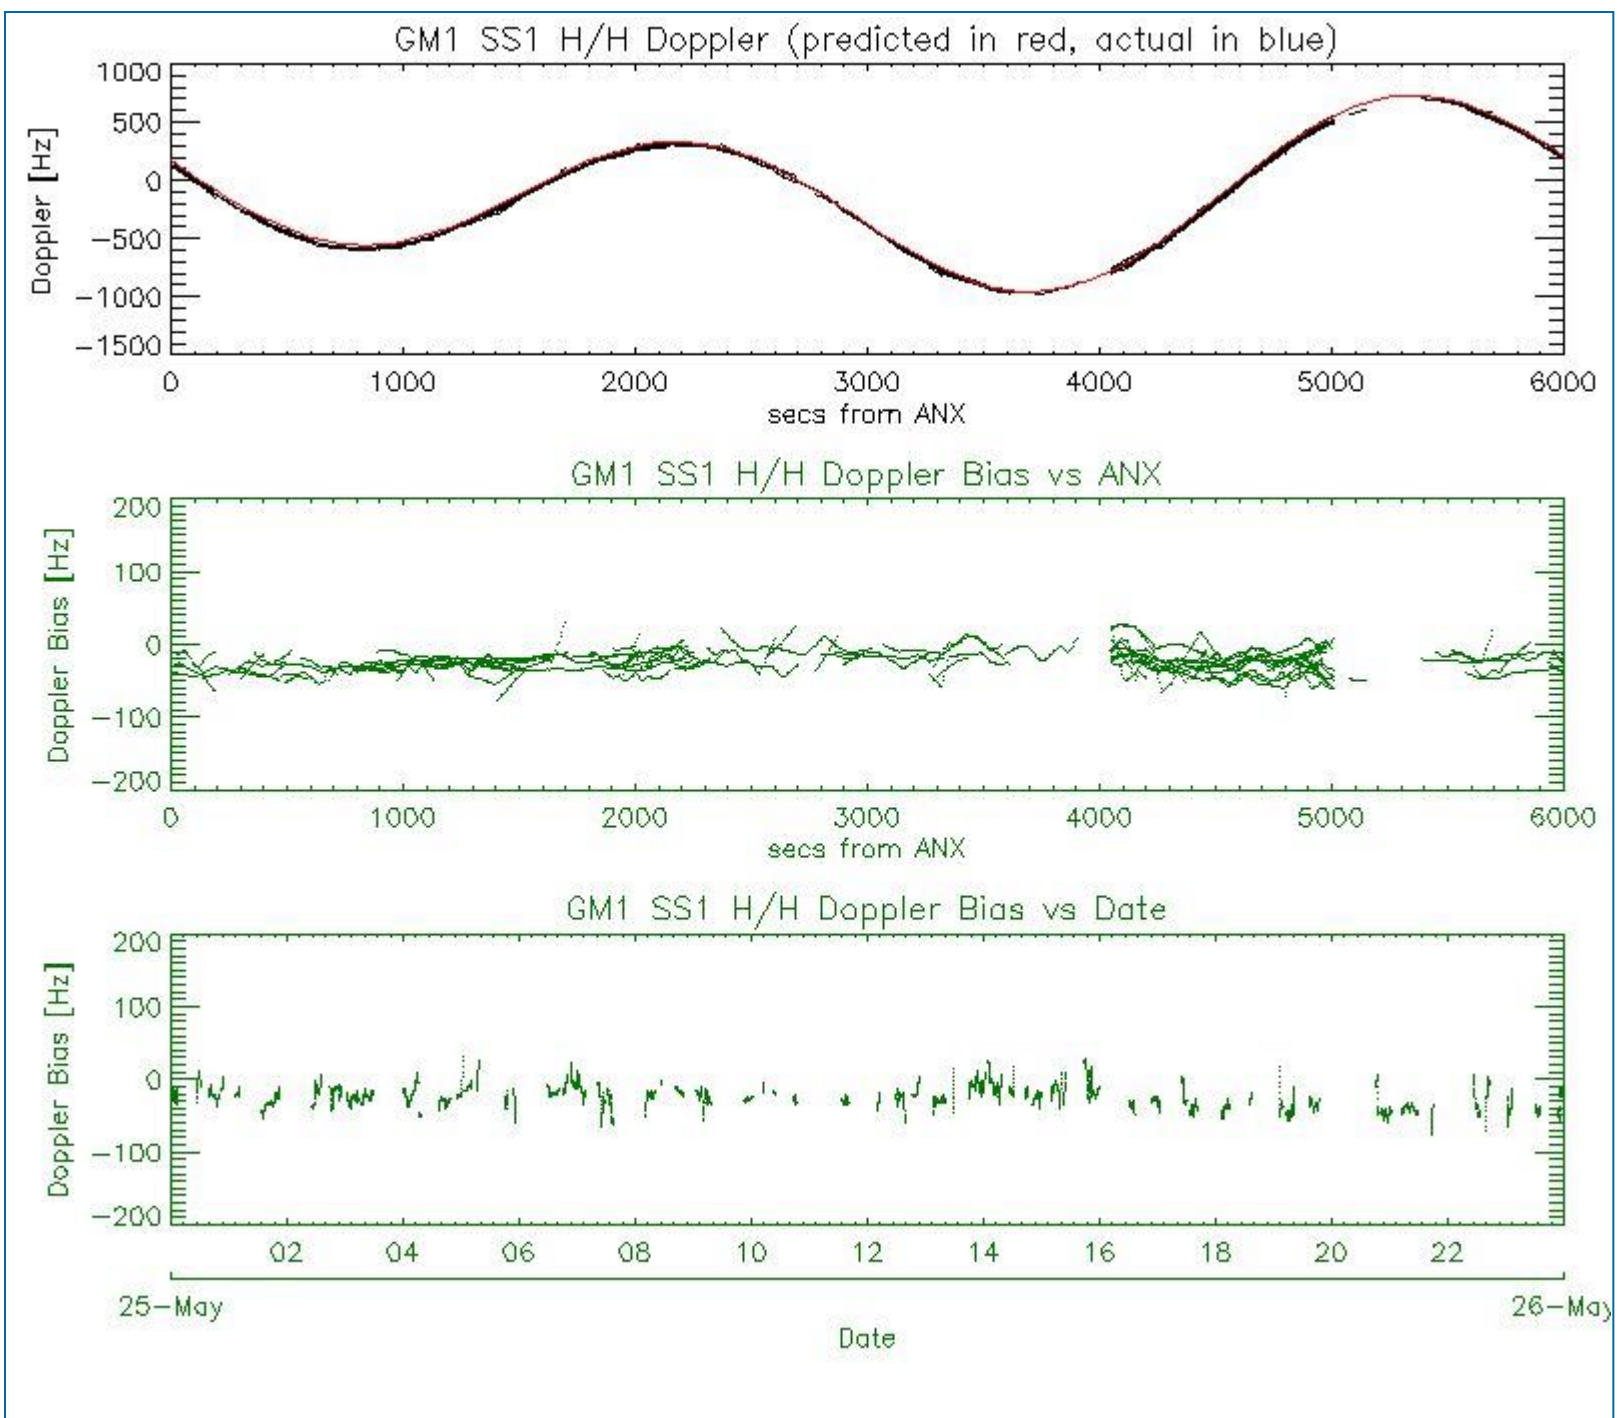 GM1 SS1 H/H Doppler (predicted in red, actual in blue)
1000
500
0
−500
−1000
−1500
Doppler [Hz]
0 1000 2000 3000 4000 5000 6000
secs from ANX
GM1 SS1 H/H Doppler Bias vs ANX
200
100
0
−100
−200
Doppler Bias [Hz]
0 1000 2000 3000 4000 5000 6000
secs from ANX
GM1 SS1 H/H Doppler Bias vs Date
200
100
0
−100
−200
Doppler Bias [Hz]
02 04 06 08 10 12 14 16 18 20 22
25−May 26−May
Date